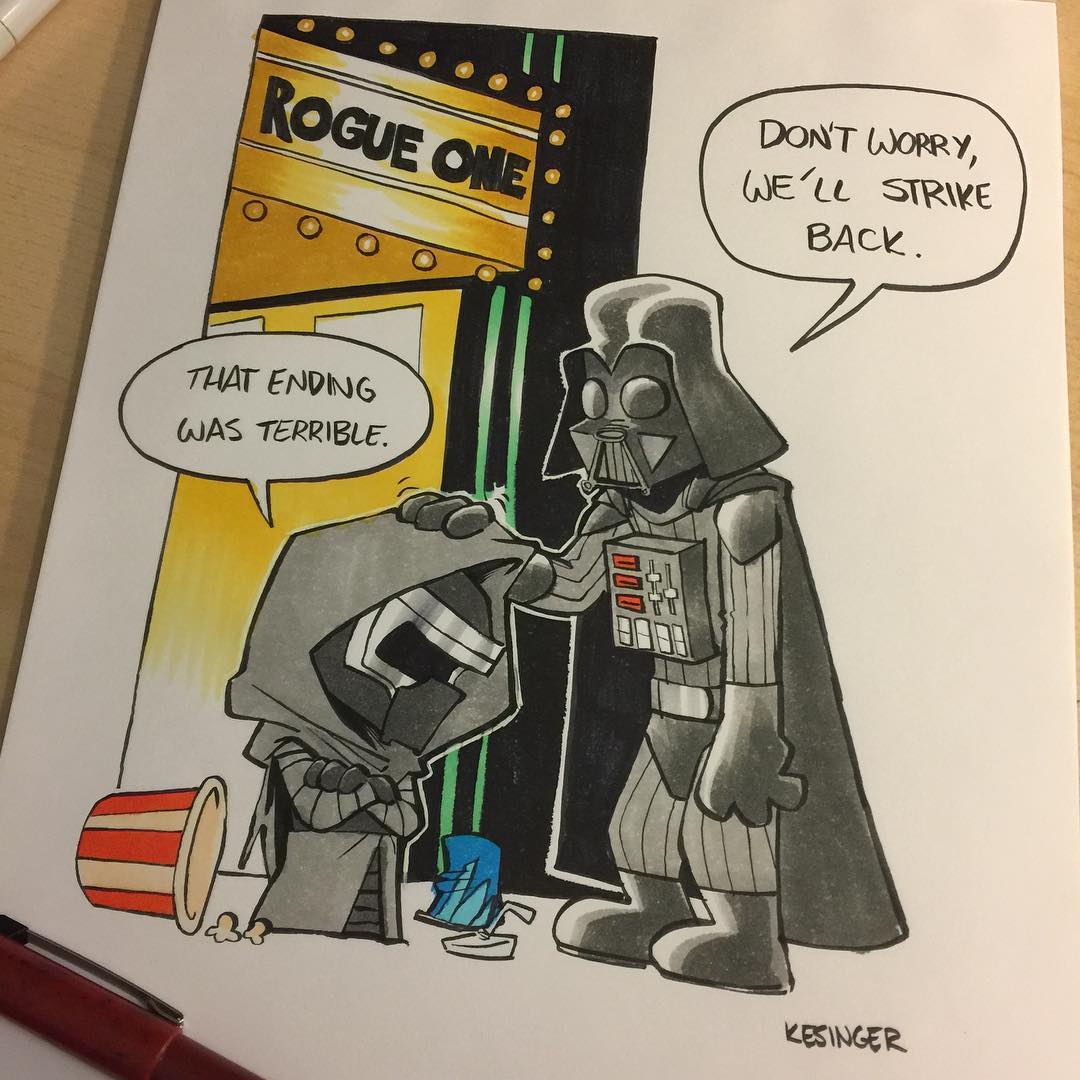 ROGUE ONE
DON'T WORRY,
WE'LL STRIKE
BACK.
THAT ENDING
WAS TERRIBLE.
KESINGER